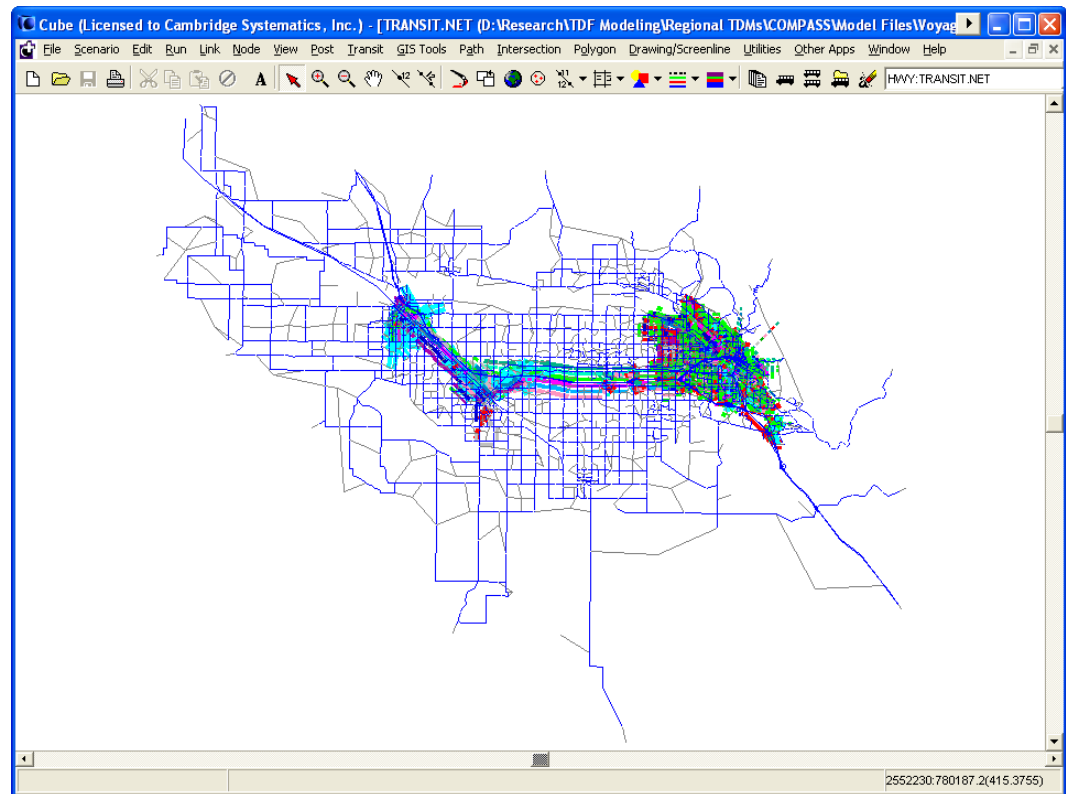 Cube (Licensed to Cambridge Systematics, Inc.) - [TRANSIT.NET (D:\Research\TDF Modeling\Regional TDMs\COMPASS\Model Files\Voyag
File Scenario Edit Run Link Node View Post Transit GIS Tools Path Intersection Polygon Drawing/Screenline Utilities Other Apps Window Help
A HWY:TRANSIT.NET
2552230:780187.2(415.3755)